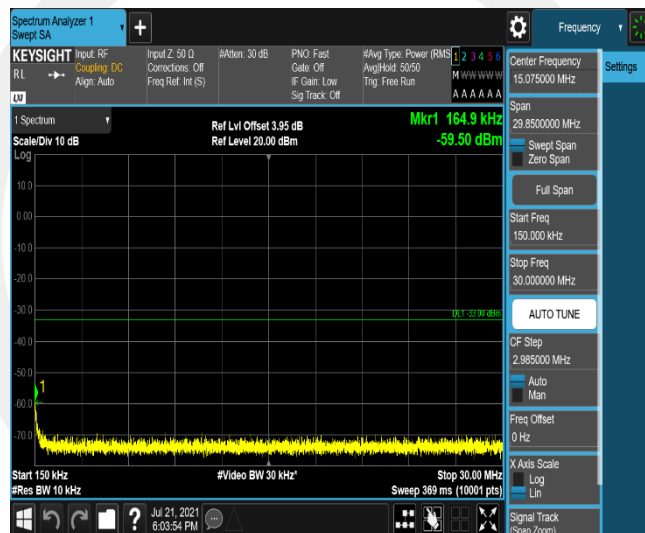 Spectrum Analyzer 1
Swept SA
Frequency
KEYSIGHT
Input: RF
Coupling: DC
Align: Auto
Input Z: 50 Ω
Corrections: Off
Freq Ref: Int (S)
#Atten: 30 dB
PNO: Fast
Gate: Off
IF Gain: Low
Sig Track: Off
#Avg Type: Power (RMS
Avg|Hold: 50/50
Trig: Free Run
1 2 3 4 5 6
M W W W W W
A A A A A A
RL
LXI
Center Frequency
15.075000 MHz
Settings
Span
29.8500000 MHz
Swept Span
Zero Span
Full Span
Start Freq
150.000 kHz
Stop Freq
30.000000 MHz
AUTO TUNE
CF Step
2.985000 MHz
Auto
Man
Freq Offset
0 Hz
X Axis Scale
Log
Lin
Signal Track
(Span Zoom)
1 Spectrum
Scale/Div 10 dB
Ref Lvl Offset 3.95 dB
Ref Level 20.00 dBm
Mkr1 164.9 kHz
-59.50 dBm
Log
10.0
0.00
-10.0
-20.0
-30.0
DL1 -33.00 dBm
-40.0
-50.0
1
-60.0
-70.0
Start 150 kHz
#Video BW 30 kHz*
Stop 30.00 MHz
#Res BW 10 kHz
Sweep 369 ms (10001 pts)
?
Jul 21, 2021
6:03:54 PM